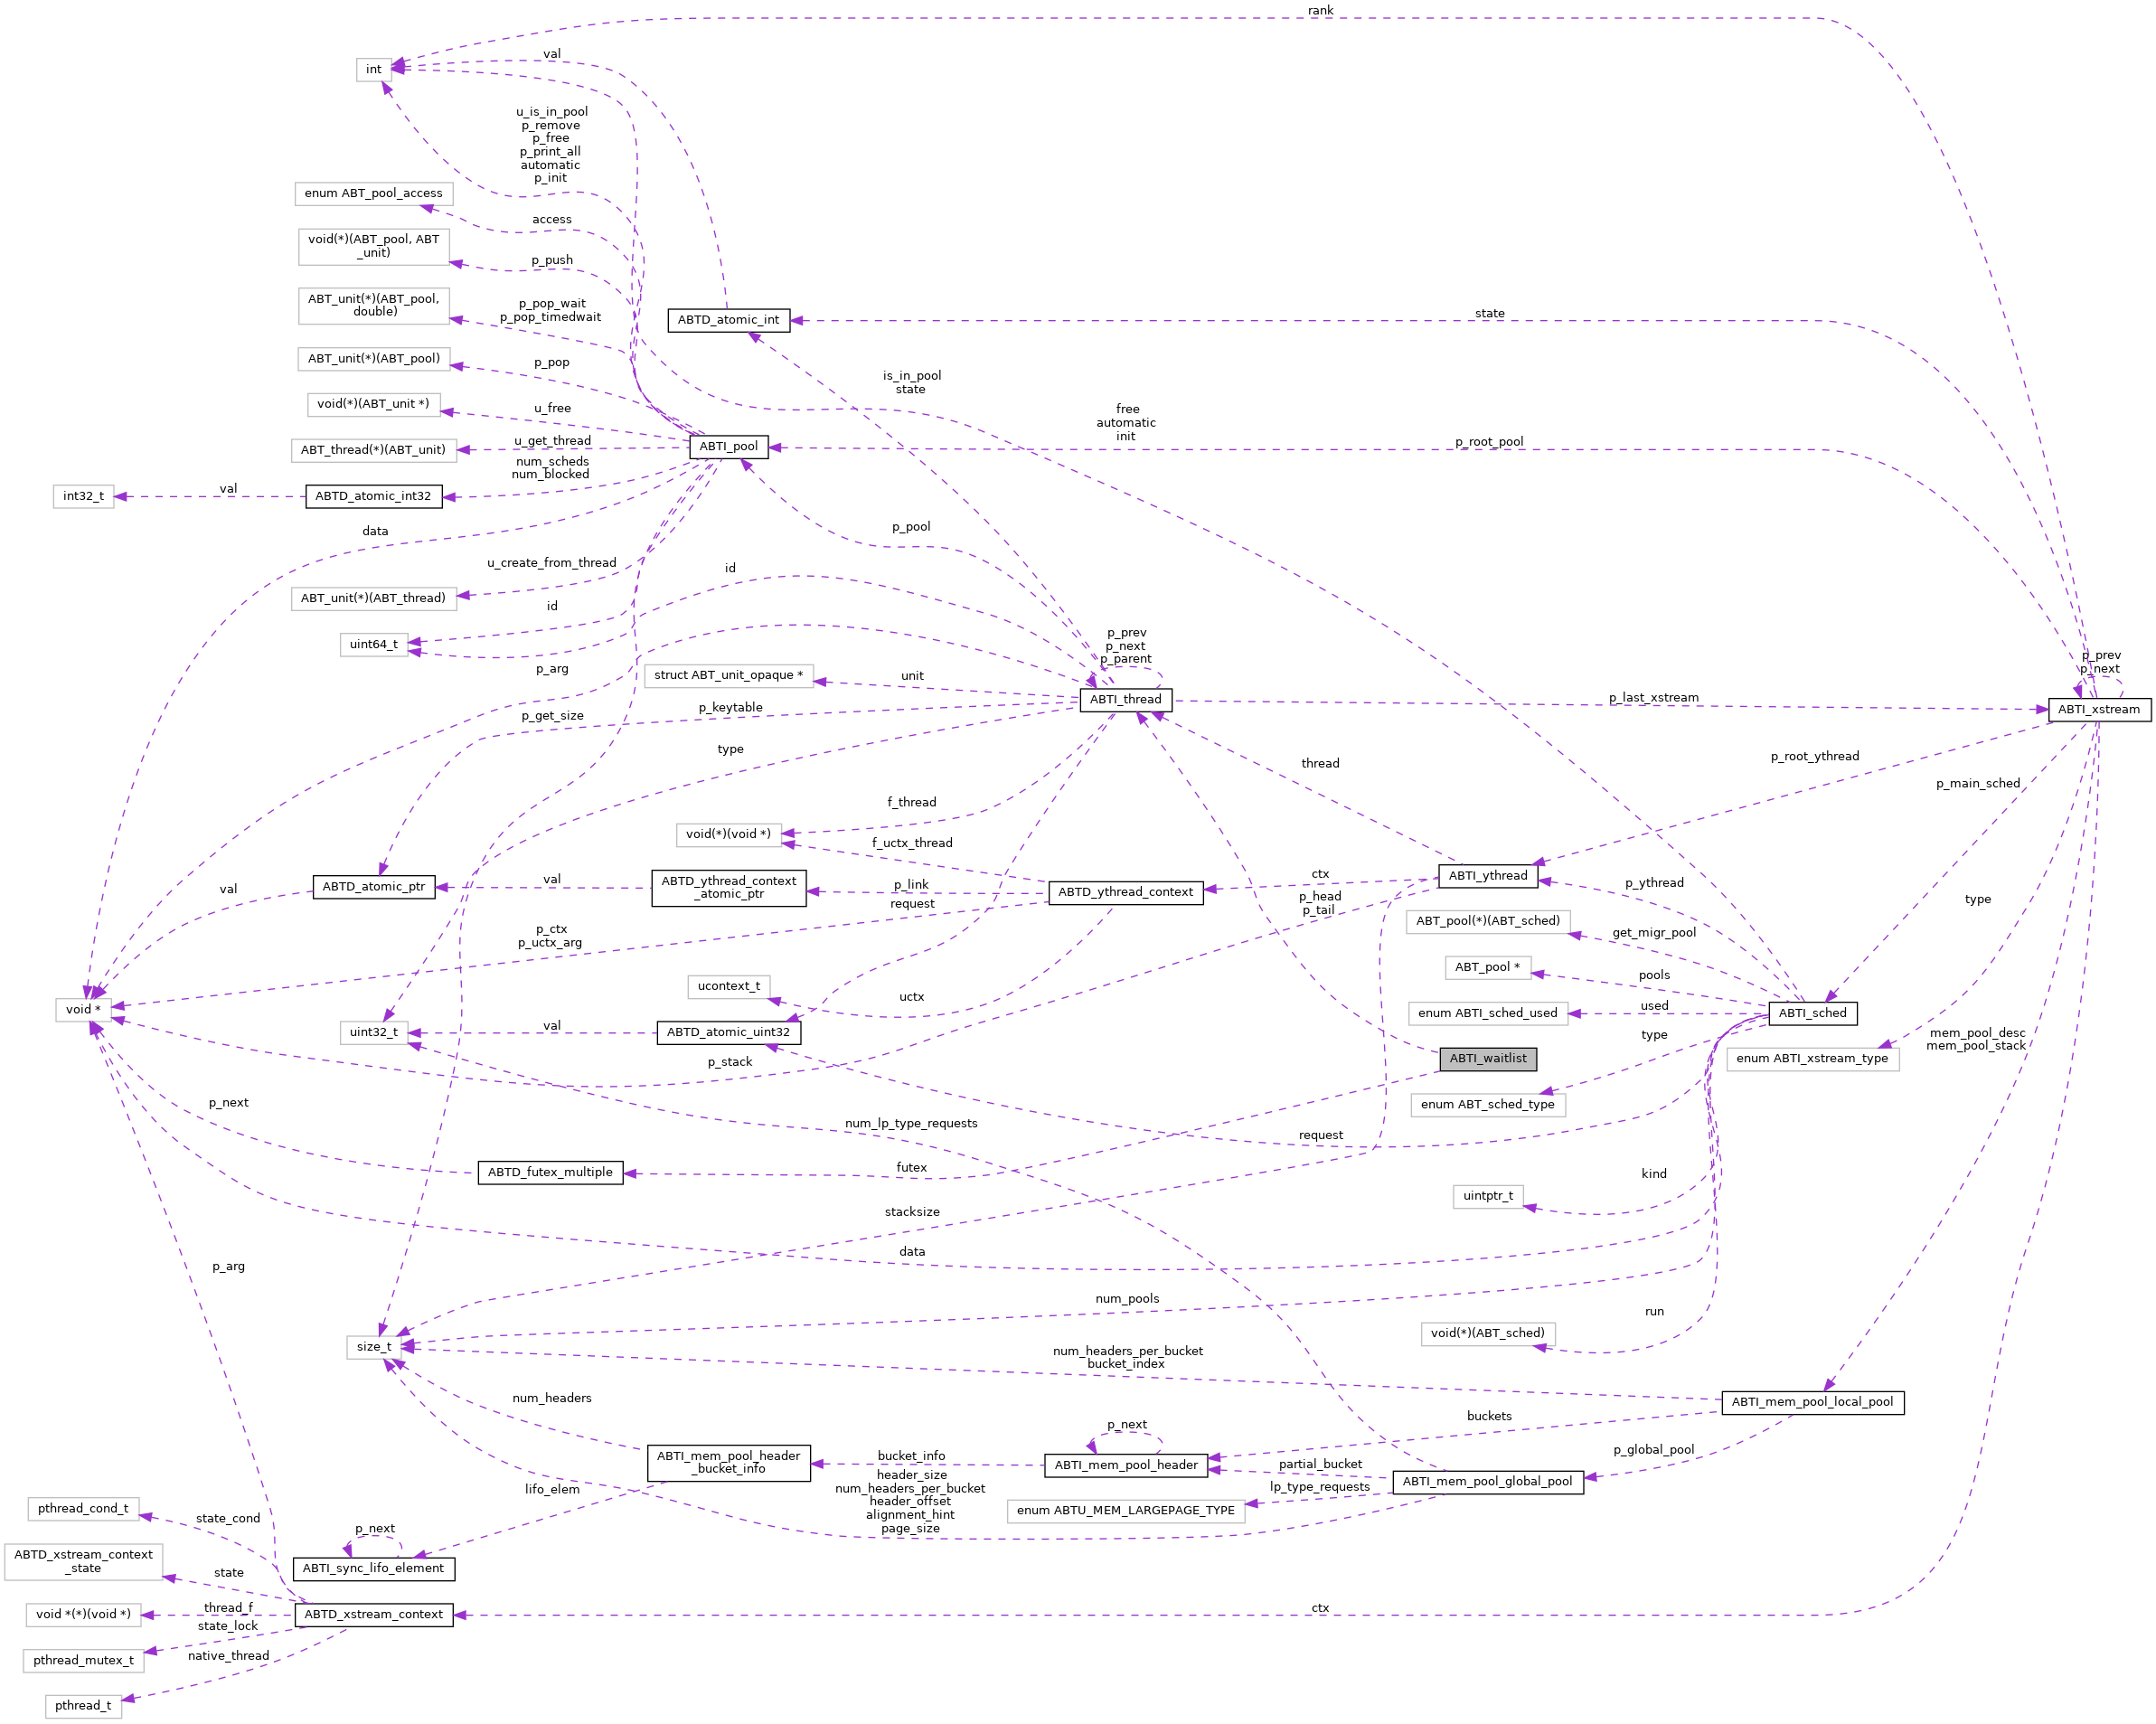 rank
val
int
u_is_in_pool
p_remove
p_free
p_print_all
automatic
p_init
enum ABT_pool_access
access
void(*)(ABT_pool, ABT
_unit)
p_push
ABT_unit(*)(ABT_pool,
double)
p_pop_wait
p_pop_timedwait
ABTD_atomic_int
state
ABT_unit(*)(ABT_pool)
p_pop
is_in_pool
state
void(*)(ABT_unit *)
u_free
free
automatic
init
ABT_thread(*)(ABT_unit)
u_get_thread
ABTI_pool
p_root_pool
num_scheds
num_blocked
int32_t
val
ABTD_atomic_int32
data
p_pool
u_create_from_thread
id
ABT_unit(*)(ABT_thread)
id
uint64_t
p_arg
struct ABT_unit_opaque *
unit
p_prev
p_next
p_parent
ABTI_thread
p_last_xstream
p_prev
p_next
ABTI_xstream
p_get_size
p_keytable
type
thread
p_root_ythread
p_main_sched
f_thread
void(*)(void *)
f_uctx_thread
ABTD_atomic_ptr
val
val
ABTD_ythread_context
_atomic_ptr
p_link
request
ABTD_ythread_context
ctx
ABTI_ythread
p_ythread
p_head
p_tail
type
ABT_pool(*)(ABT_sched)
get_migr_pool
p_ctx
p_uctx_arg
ABT_pool *
pools
ucontext_t
uctx
void *
enum ABTI_sched_used
used
ABTI_sched
uint32_t
val
ABTD_atomic_uint32
type
mem_pool_desc
mem_pool_stack
ABTI_waitlist
enum ABTI_xstream_type
p_stack
enum ABT_sched_type
p_next
num_lp_type_requests
request
ABTD_futex_multiple
futex
kind
uintptr_t
stacksize
data
p_arg
num_pools
run
void(*)(ABT_sched)
size_t
num_headers_per_bucket
bucket_index
num_headers
ABTI_mem_pool_local_pool
p_next
buckets
ABTI_mem_pool_header
_bucket_info
bucket_info
ABTI_mem_pool_header
p_global_pool
partial_bucket
ABTI_mem_pool_global_pool
lifo_elem
header_size
num_headers_per_bucket
header_offset
alignment_hint
page_size
lp_type_requests
enum ABTU_MEM_LARGEPAGE_TYPE
pthread_cond_t
state_cond
p_next
ABTI_sync_lifo_element
ABTD_xstream_context
_state
state
void *(*)(void *)
thread_f
ABTD_xstream_context
ctx
state_lock
pthread_mutex_t
native_thread
pthread_t